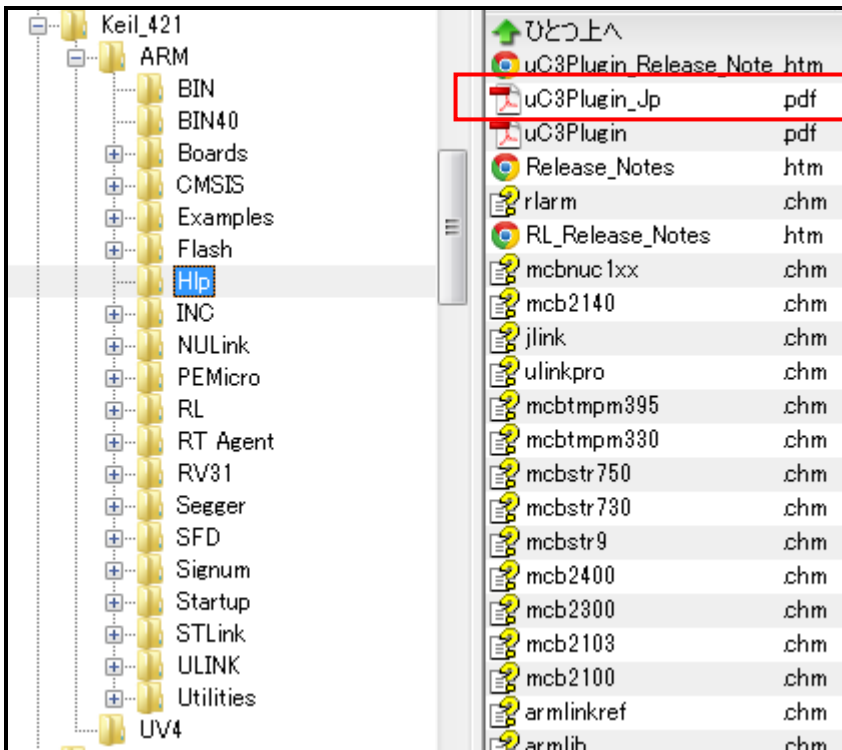 Keil_421
ARM
BIN
BIN40
Boards
CMSIS
Examples
Flash
Hlp
INC
NULink
PEMicro
RL
RT Agent
RV31
Segger
SFD
Signum
Startup
STLink
ULINK
Utilities
UV4
ひとつ上へ
uC3Plugin_Release_Note .htm
uC3Plugin_Jp .pdf
uC3Plugin .pdf
Release_Notes .htm
rlarm .chm
RL_Release_Notes .htm
mcbnuc1xx .chm
mcb2140 .chm
jlink .chm
ulinkpro .chm
mcbtmpm395 .chm
mcbtmpm330 .chm
mcbstr750 .chm
mcbstr730 .chm
mcbstr9 .chm
mcb2400 .chm
mcb2300 .chm
mcb2103 .chm
mcb2100 .chm
armlinkref .chm
armlib .chm